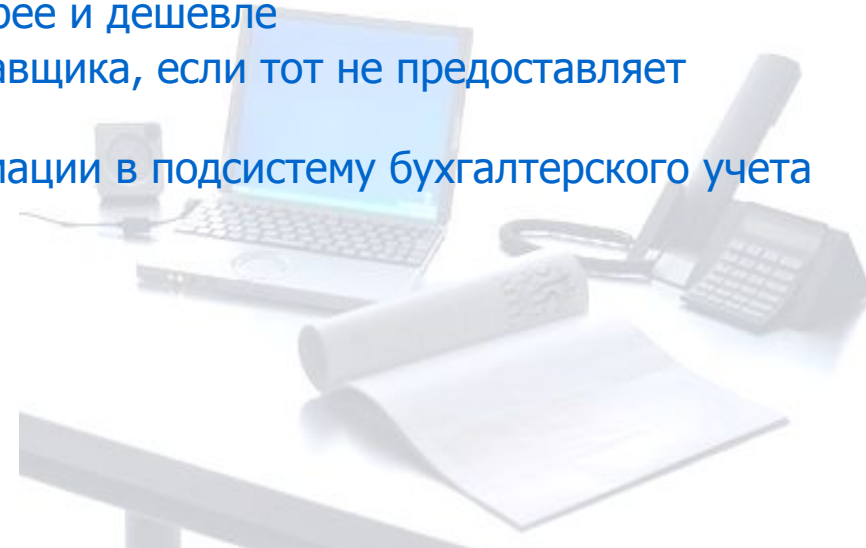 рее и дешевле
авщика, если тот не предоставляет
мации в подсистему бухгалтерского учета